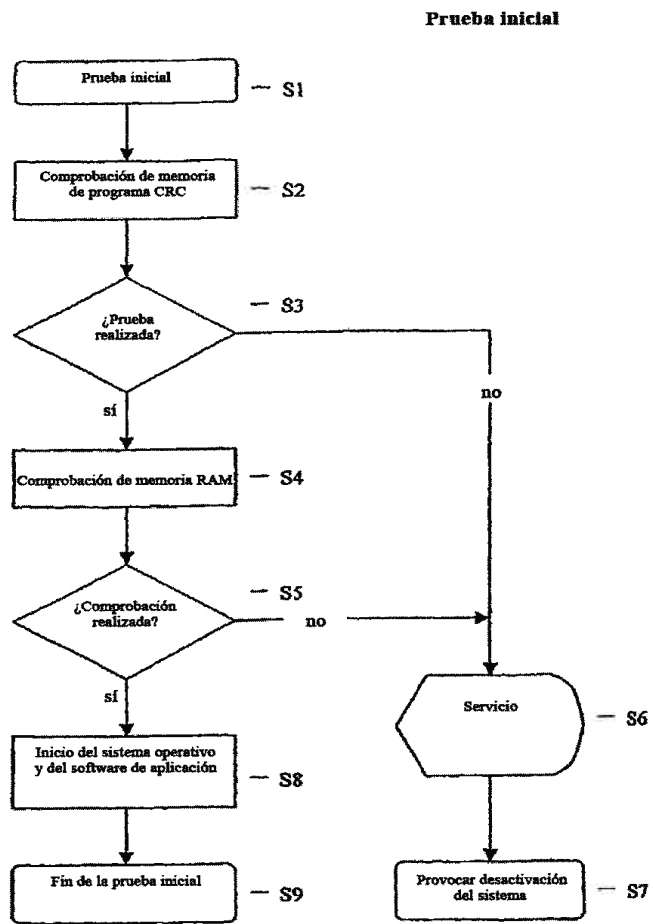 Prueba inicial
Prueba inicial
— S1
Comprobación de memoria
de programa CRC
— S2
¿Prueba
realizada?
— S3
no
sí
Comprobación de memoria RAM
— S4
¿Comprobación
realizada?
— S5
no
sí
Servicio
— S6
Inicio del sistema operativo
y del software de aplicación
— S8
Fin de la prueba inicial
— S9
Provocar desactivación
del sistema
— S7